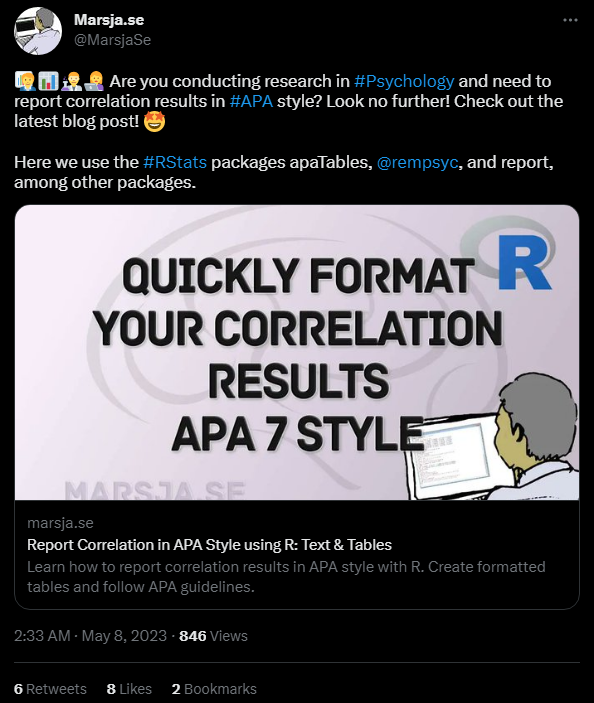 Marsja.se
@MarsjaSe
Are you conducting research in #Psychology and need to
report correlation results in #APA style? Look no further! Check out the
latest blog post!
Here we use the #RStats packages apaTables, @rempsyc, and report,
among other packages.
R
QUICKLY FORMAT
YOUR CORRELATION
RESULTS
APA 7 STYLE
MARSJA.SE
marsja.se
Report Correlation in APA Style using R: Text & Tables
Learn how to report correlation results in APA style with R. Create formatted
tables and follow APA guidelines.
2:33 AM · May 8, 2023 · 846 Views
6 Retweets 8 Likes 2 Bookmarks